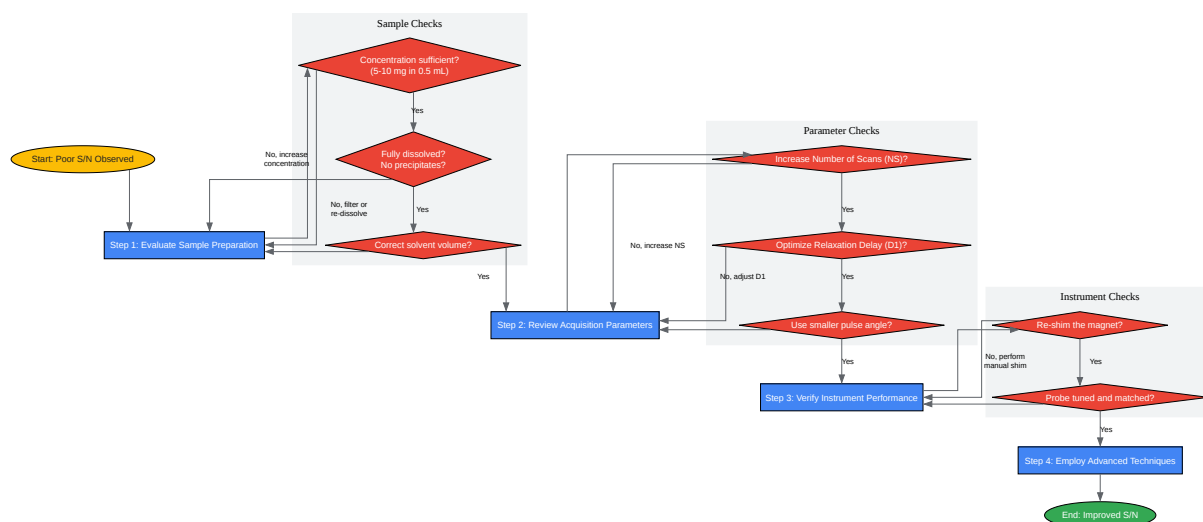 Sample Checks
Concentration sufficient?
(5-10 mg in 0.5 mL)
Yes
Start: Poor S/N Observed
No, increase
concentration
Fully dissolved?
No precipitates?
No, filter or
re-dissolve
Yes
Step 1: Evaluate Sample Preparation
Correct solvent volume?
Yes
Parameter Checks
Increase Number of Scans (NS)?
Yes
No, increase NS
Optimize Relaxation Delay (D1)?
No, adjust D1
Yes
Step 2: Review Acquisition Parameters
Use smaller pulse angle?
Yes
Instrument Checks
Re-shim the magnet?
No, perform
manual shim
Yes
Step 3: Verify Instrument Performance
Probe tuned and matched?
Yes
Step 4: Employ Advanced Techniques
End: Improved S/N